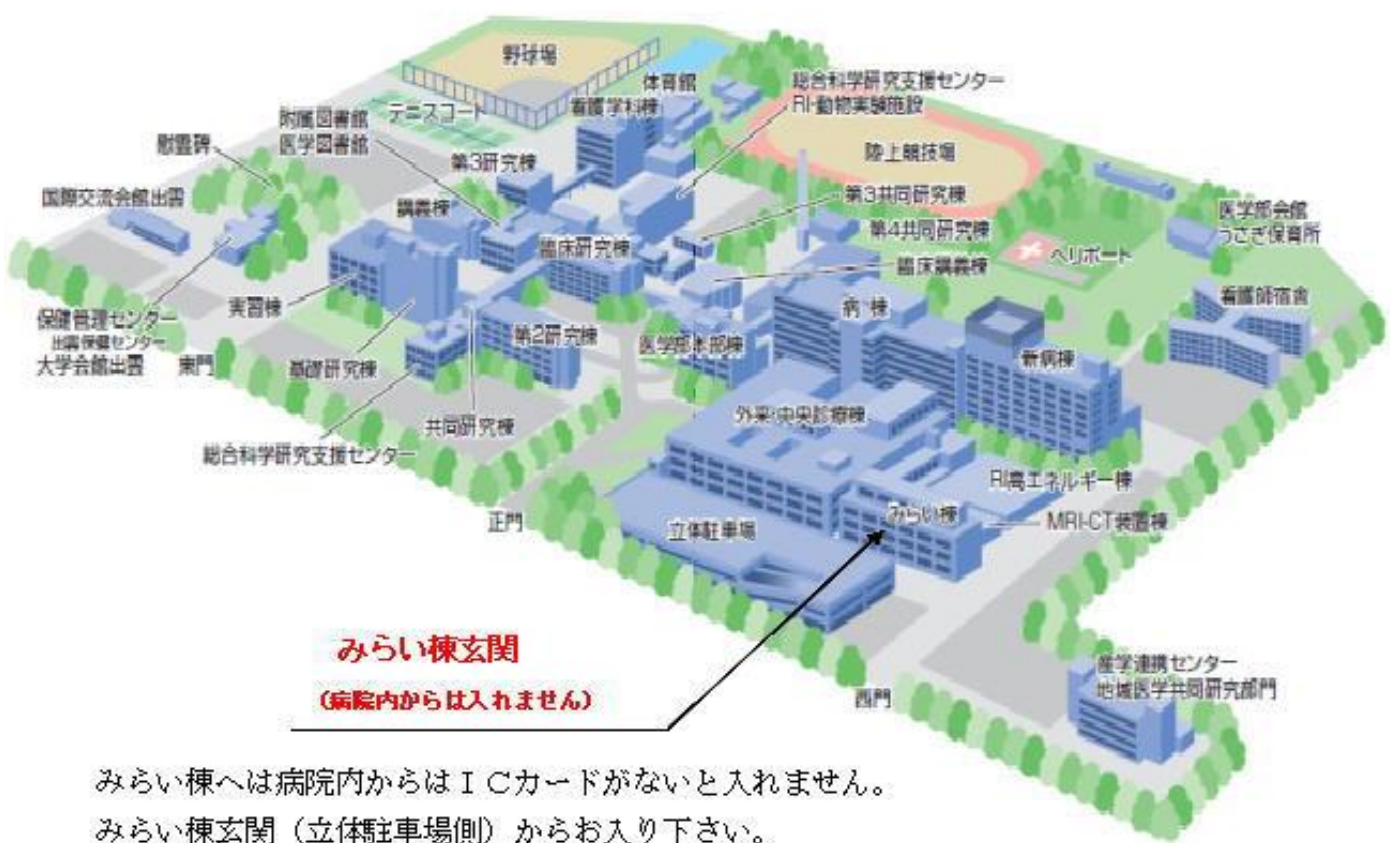 野球場
体育館
総合科学研究支援センター
RI・動物実験施設
附属図書館
医学図書館
テニスコート
看護学科棟
慰霊碑
第3研究棟
陸上競技場
国際交流会館出雲
講義棟
第3共同研究棟
医学部会館
うさぎ保育所
第4共同研究棟
臨床研究棟
臨床講義棟
ヘリポート
実習棟
病棟
看護師宿舎
保健管理センター
出雲保健センター
大学会館出雲
東門
基礎研究棟
第2研究棟
医学部本部棟
新病棟
共同研究棟
外来・中央診療棟
総合科学研究支援センター
RI高エネルギー棟
正門
立体駐車場
みらい棟
MRI-CT装置棟
みらい棟玄関
(病院内からは入れません)
西門
産学連携センター
地域医学共同研究部門
みらい棟へは病院内からはＩＣカードがないと入れません。
みらい棟玄関（立体駐車場側）からお入り下さい。